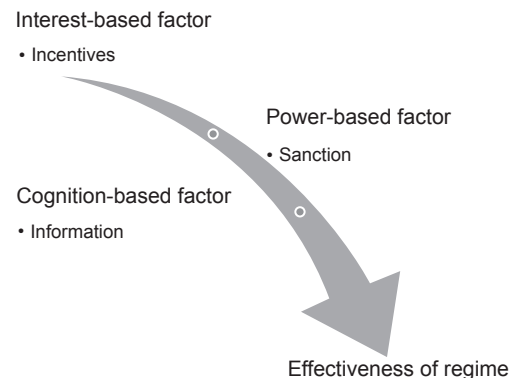 Interest-based factor
• Incentives
Power-based factor
• Sanction
Cognition-based factor
• Information
Effectiveness of regime